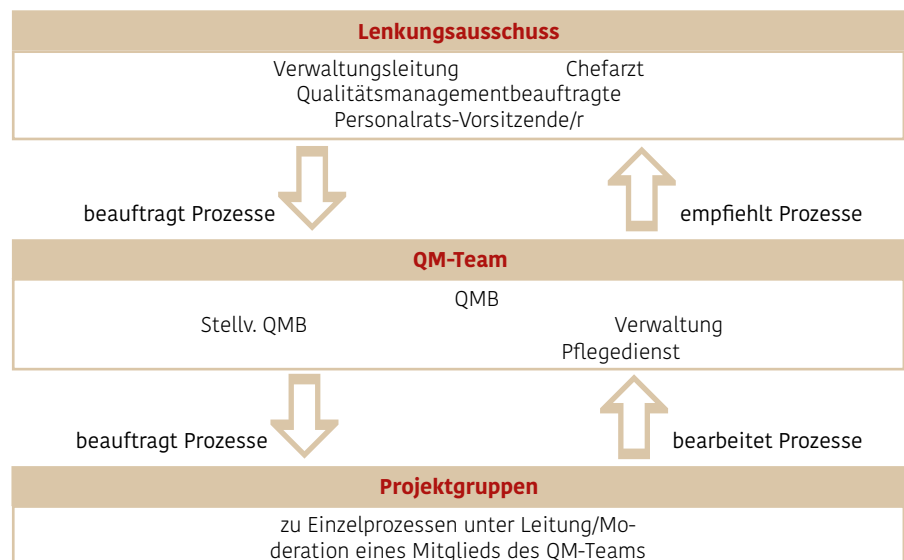 Lenkungsausschuss
Verwaltungsleitung Chefarzt
Qualitätsmanagementbeauftragte
Personalrats-Vorsitzende/r
beauftragt Prozesse empfiehlt Prozesse
QM-Team
QMB
Stellv. QMB Verwaltung
Pflegedienst
beauftragt Prozesse bearbeitet Prozesse
Projektgruppen
zu Einzelprozessen unter Leitung/Mo-
deration eines Mitglieds des QM-Teams